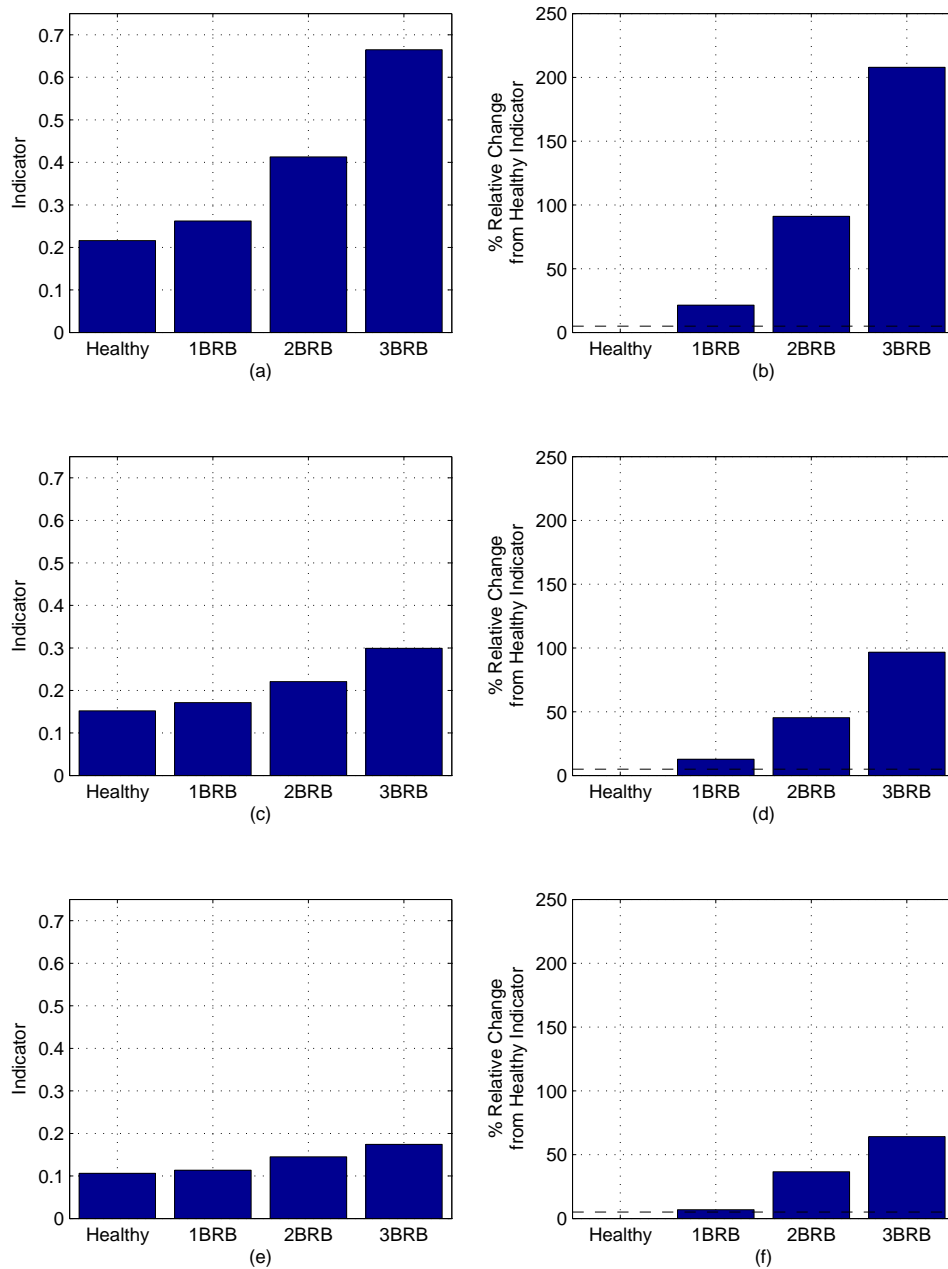 0.7
0.6
0.5
0.4
0.3
0.2
0.1
0
Indicator
Healthy 1BRB 2BRB 3BRB
(a)
250
200
150
100
50
0
% Relative Change
from Healthy Indicator
Healthy 1BRB 2BRB 3BRB
(b)
0.7
0.6
0.5
0.4
0.3
0.2
0.1
0
Indicator
Healthy 1BRB 2BRB 3BRB
(c)
250
200
150
100
50
0
% Relative Change
from Healthy Indicator
Healthy 1BRB 2BRB 3BRB
(d)
0.7
0.6
0.5
0.4
0.3
0.2
0.1
0
Indicator
Healthy 1BRB 2BRB 3BRB
(e)
250
200
150
100
50
0
% Relative Change
from Healthy Indicator
Healthy 1BRB 2BRB 3BRB
(f)